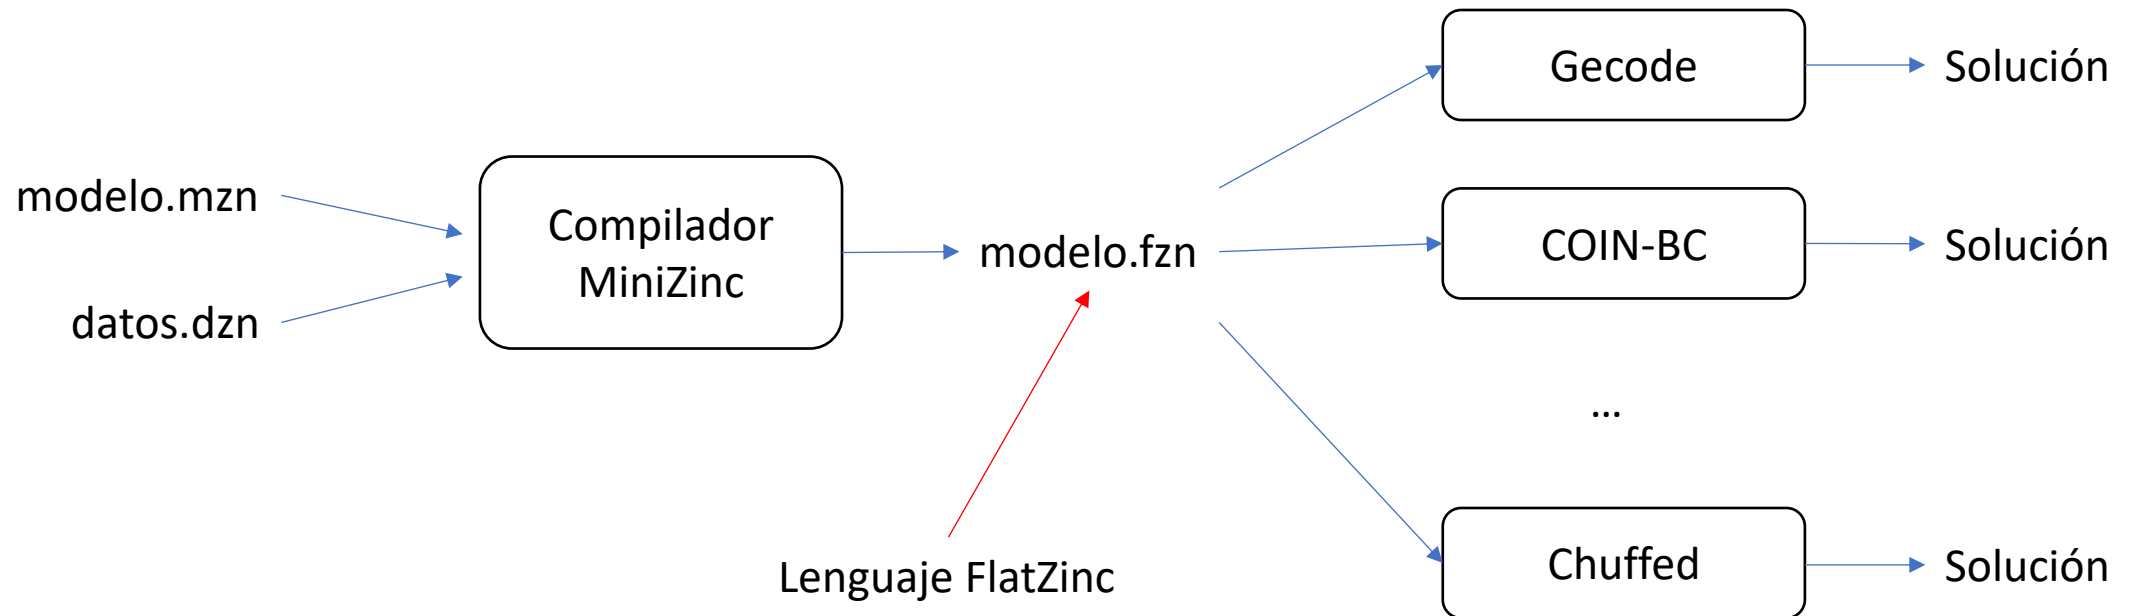 modelo.mzn
datos.dzn
Compilador
MiniZinc
modelo.fzn
Lenguaje FlatZinc
Gecode
Solución
COIN-BC
Solución
...
Chuffed
Solución